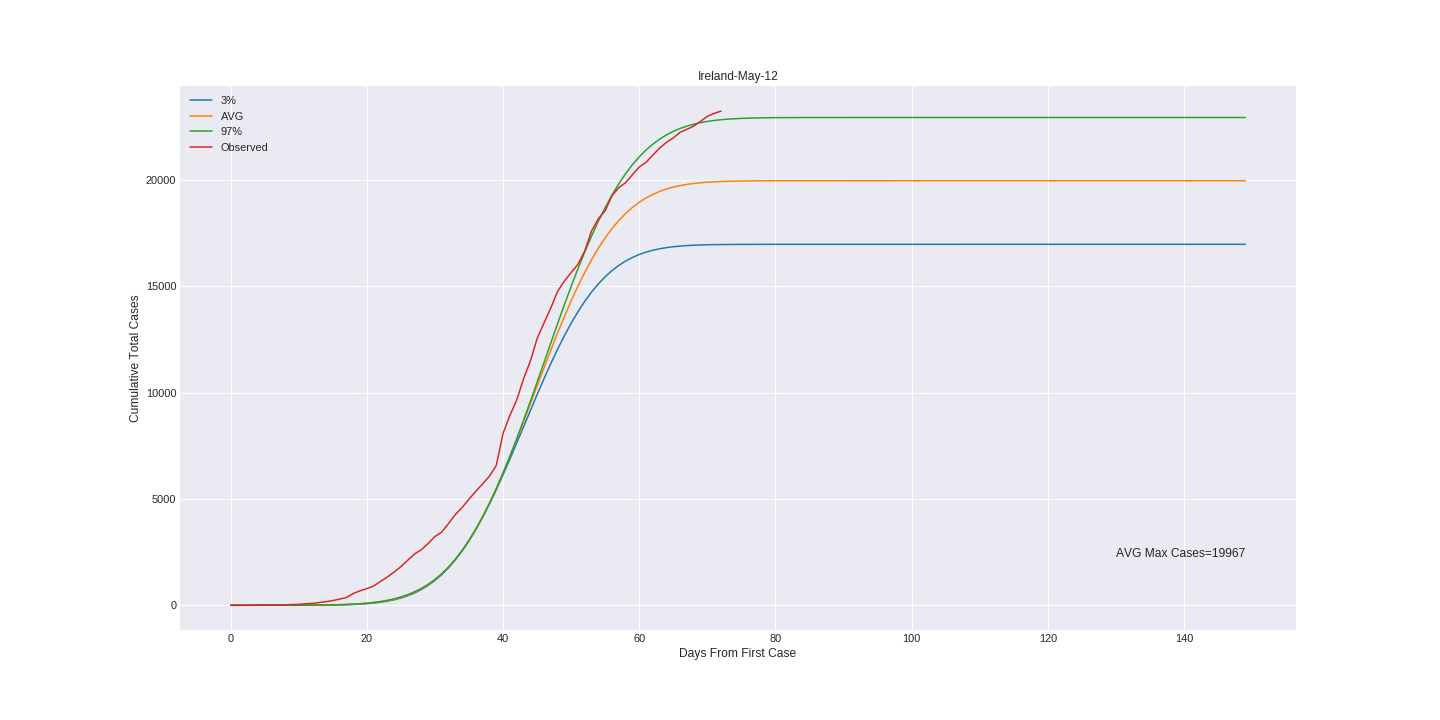 Ireland-May-12
3%
AVG
97%
Observed
Cumulative Total Cases
20000
15000
10000
5000
0
AVG Max Cases=19967
0 20 40 60 80 100 120 140
Days From First Case